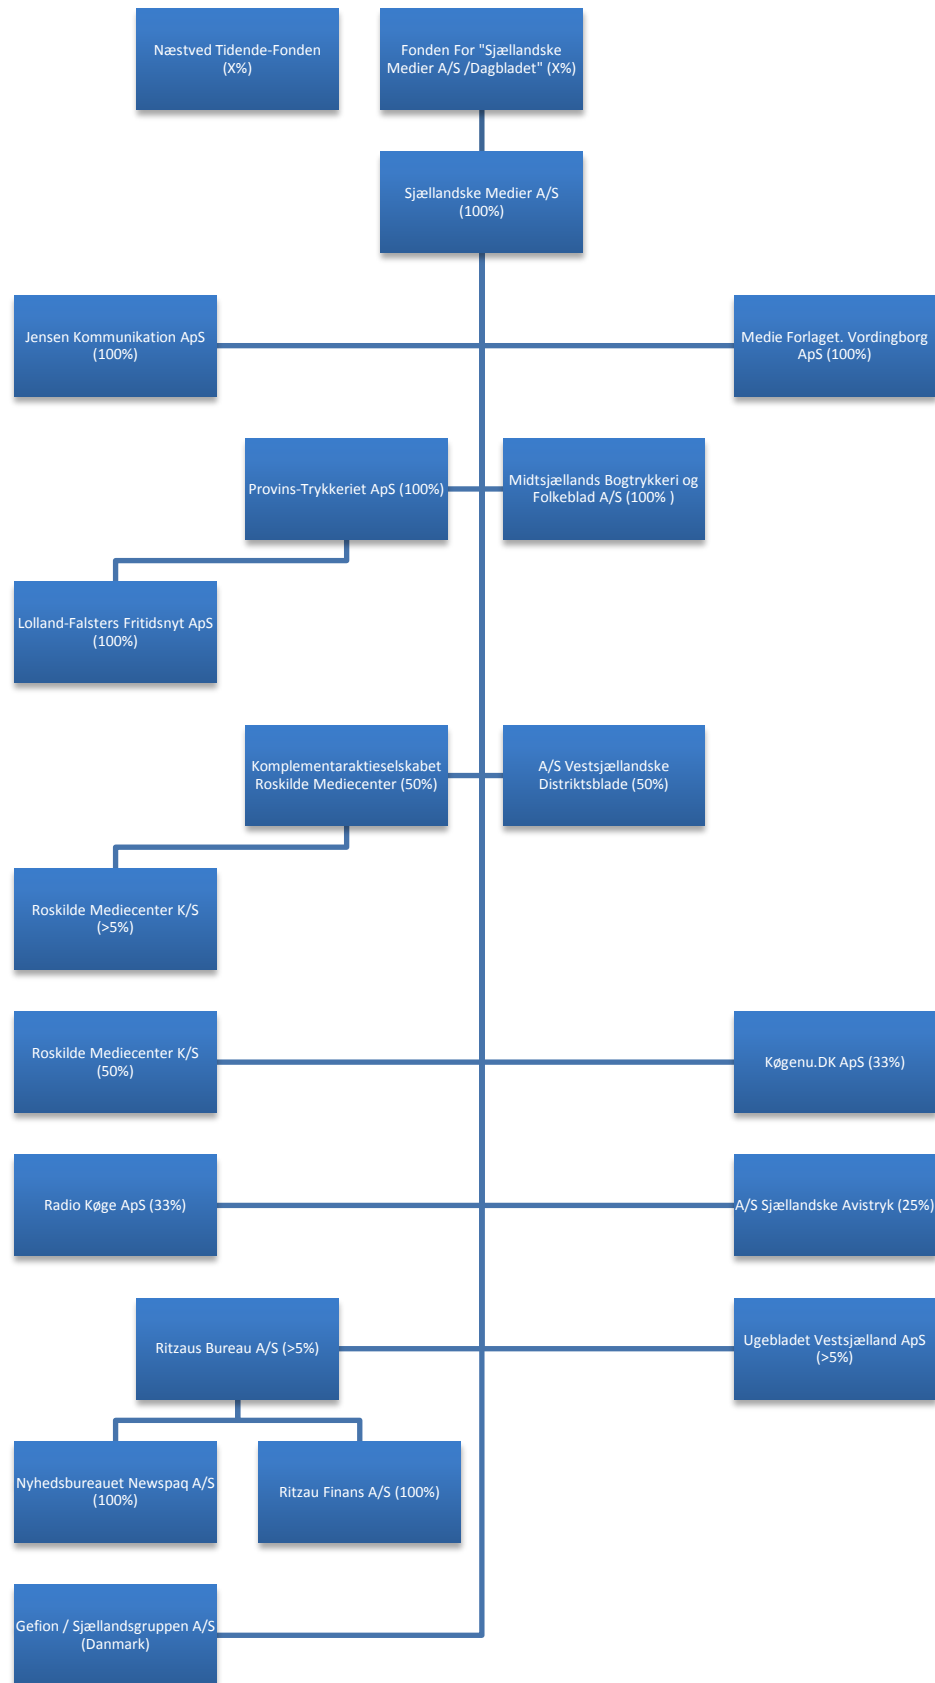 Næstved Tidende-Fonden
(X%)
Fonden For "Sjællandske
Medier A/S /Dagbladet" (X%)
Sjællandske Medier A/S
(100%)
Jensen Kommunikation ApS
(100%)
Medie Forlaget. Vordingborg
ApS (100%)
Provins-Trykkeriet ApS (100%)
Midtsjællands Bogtrykkeri og
Folkeblad A/S (100% )
Lolland-Falsters Fritidsnyt ApS
(100%)
Komplementaraktieselskabet
Roskilde Mediecenter (50%)
A/S Vestsjællandske
Distriktsblade (50%)
Roskilde Mediecenter K/S
(>5%)
Roskilde Mediecenter K/S
(50%)
Køgenu.DK ApS (33%)
Radio Køge ApS (33%)
A/S Sjællandske Avistryk (25%)
Ritzaus Bureau A/S (>5%)
Ugebladet Vestsjælland ApS
(>5%)
Nyhedsbureauet Newspaq A/S
(100%)
Ritzau Finans A/S (100%)
Gefion / Sjællandsgruppen A/S
(Danmark)